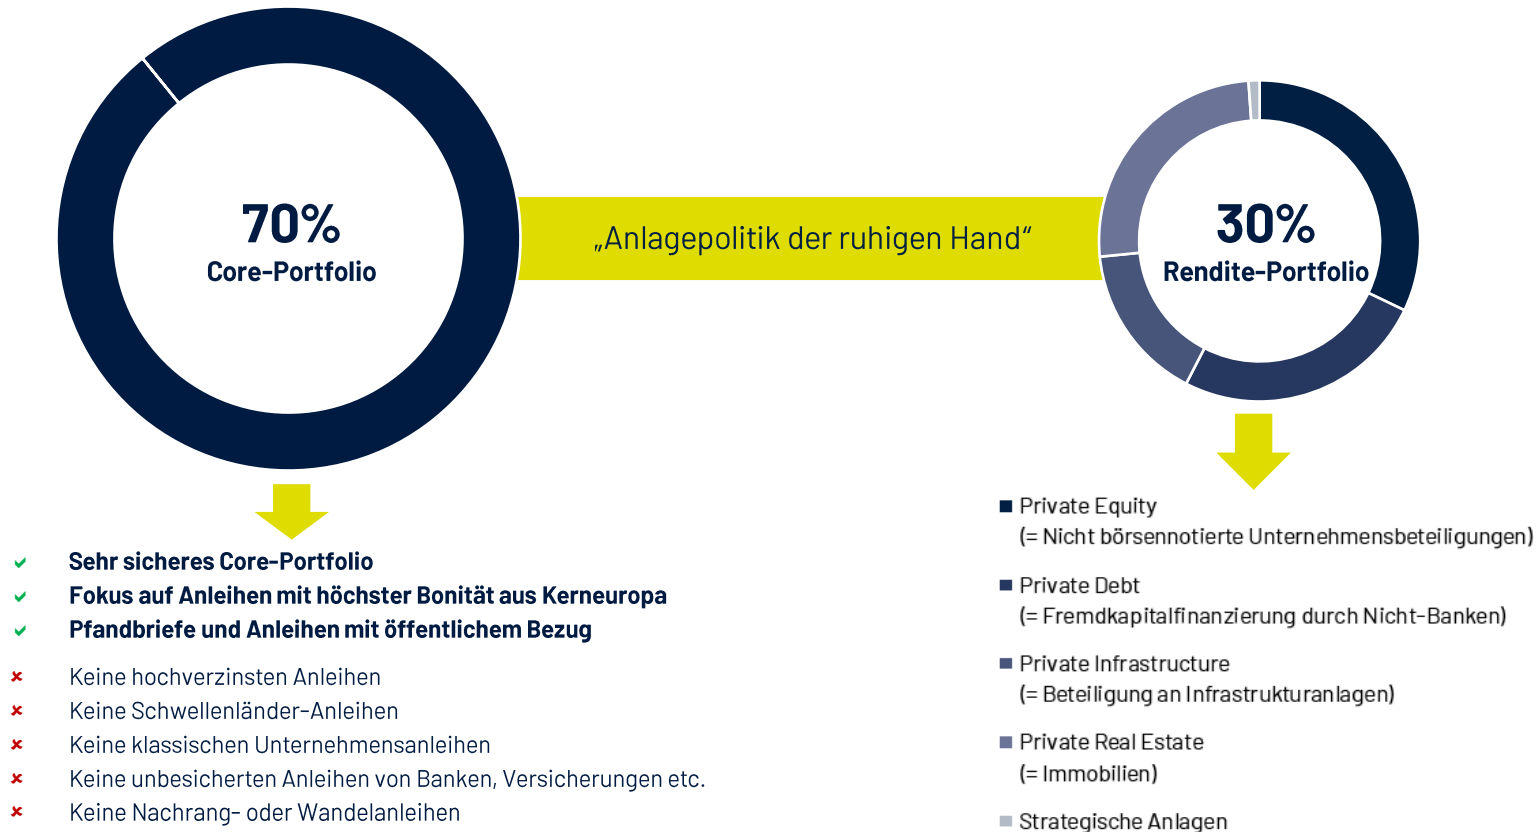 70%
Core-Portfolio
„Anlagepolitik der ruhigen Hand“
30%
Rendite-Portfolio
Sehr sicheres Core-Portfolio
Fokus auf Anleihen mit höchster Bonität aus Kerneuropa
Pfandbriefe und Anleihen mit öffentlichem Bezug
Keine hochverzinsten Anleihen
Keine Schwellenländer-Anleihen
Keine klassischen Unternehmensanleihen
Keine unbesicherten Anleihen von Banken, Versicherungen etc.
Keine Nachrang- oder Wandelanleihen
Private Equity
(= Nicht börsennotierte Unternehmensbeteiligungen)
Private Debt
(= Fremdkapitalfinanzierung durch Nicht-Banken)
Private Infrastructure
(= Beteiligung an Infrastrukturanlagen)
Private Real Estate
(= Immobilien)
Strategische Anlagen